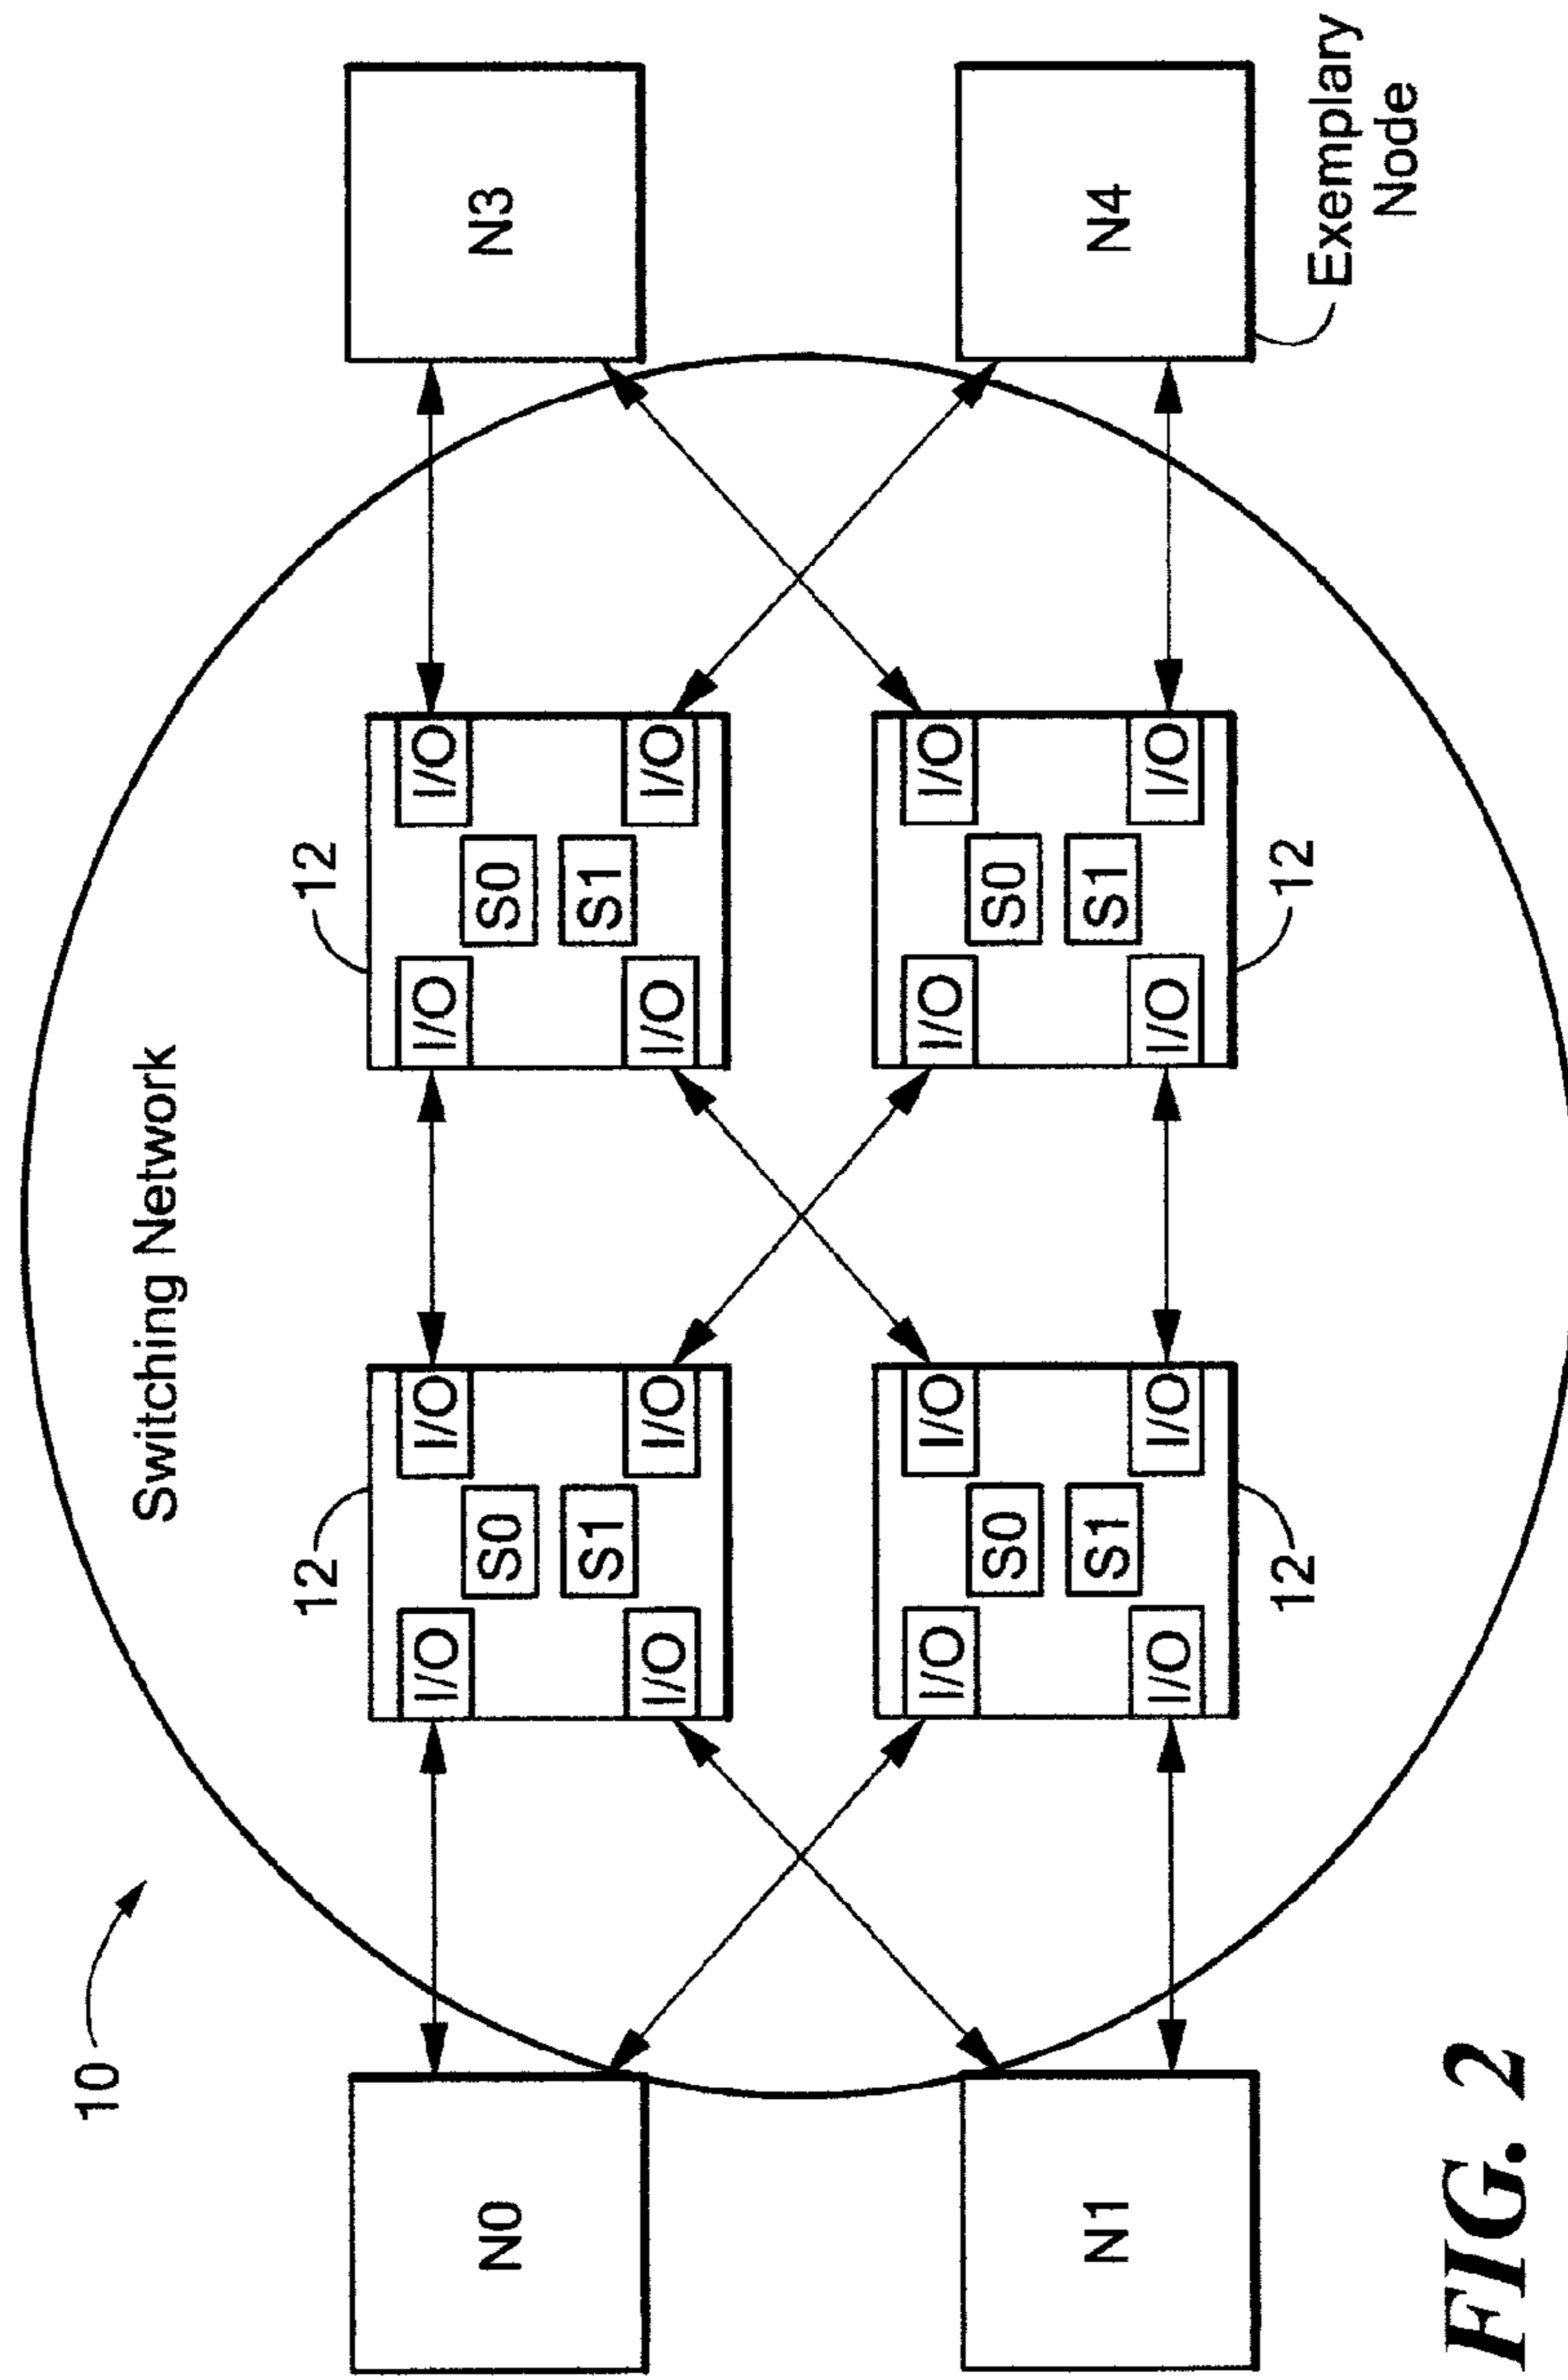 10
Switching Network
12
12
N0
I/O
I/O
I/O
I/O
N3
S0
S0
S1
S1
I/O
I/O
I/O
I/O
I/O
I/O
I/O
I/O
S0
S0
N1
S1
S1
N4
I/O
I/O
I/O
I/O
12
12
Exemplary
Node
FIG. 2